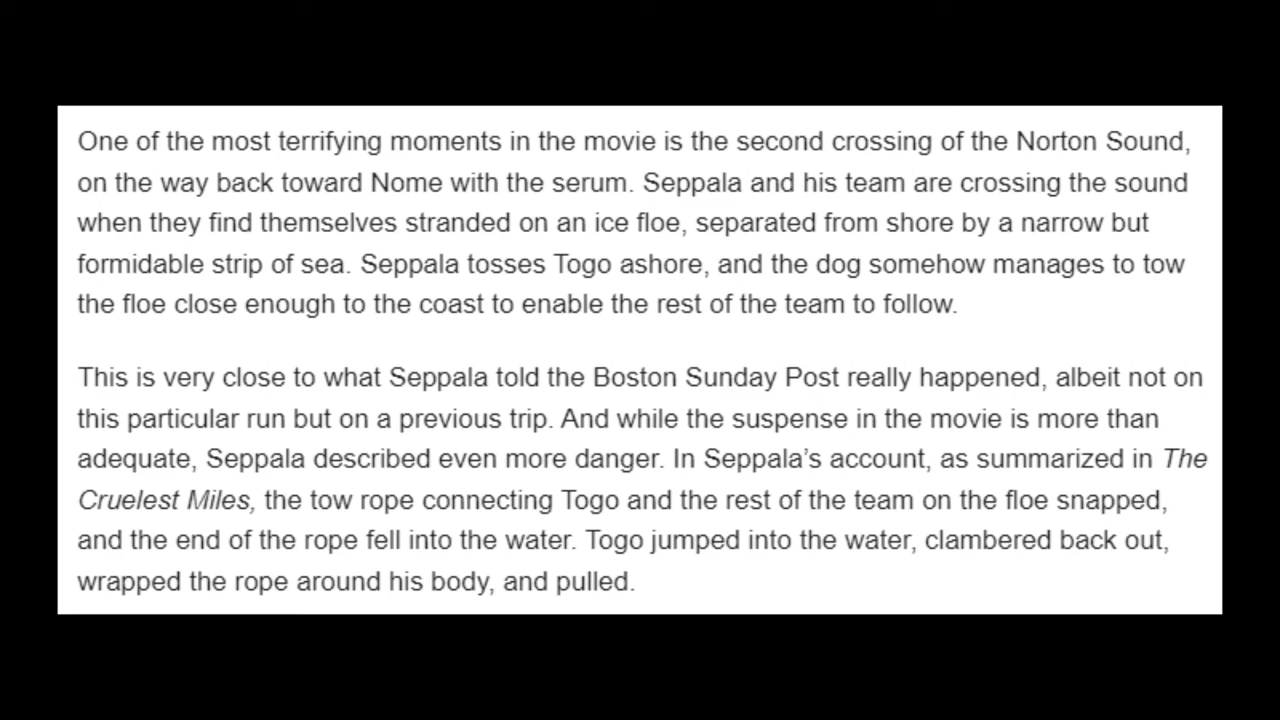 One of the most terrifying moments in the movie is the second crossing of the Norton Sound,
on the way back toward Nome with the serum. Seppala and his team are crossing the sound
when they find themselves stranded on an ice floe, separated from shore by a narrow but
formidable strip of sea. Seppala tosses Togo ashore, and the dog somehow manages to tow
the floe close enough to the coast to enable the rest of the team to follow.
This is very close to what Seppala told the Boston Sunday Post really happened, albeit not on
this particular run but on a previous trip. And while the suspense in the movie is more than
adequate, Seppala described even more danger. In Seppala’s account, as summarized in The
Cruelest Miles, the tow rope connecting Togo and the rest of the team on the floe snapped,
and the end of the rope fell into the water. Togo jumped into the water, clambered back out,
wrapped the rope around his body, and pulled.